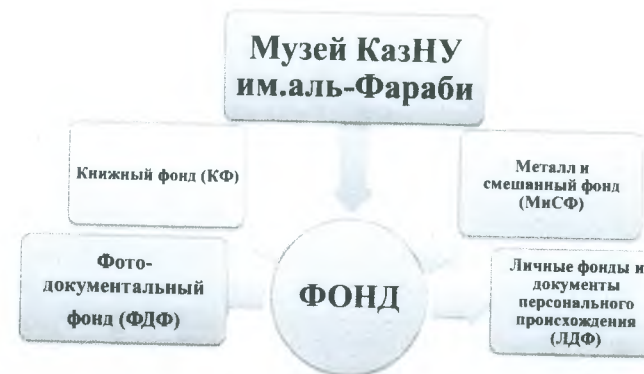 Музей КазНУ
им.аль-Фараби
Книжный фонд (КФ)
Металл и
смешанный фонд
(МиСФ)
Фото-
документальный
фонд (ФДФ)
ФОНД
Личные фонды и
документы
персонального
происхождения
(ЛДФ)